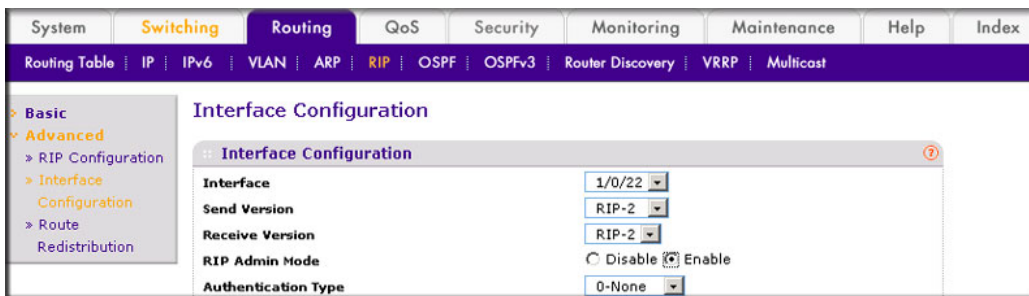 System Switching Routing QoS Security Monitoring Maintenance Help Index
Routing Table | IP | IPv6 | VLAN | ARP | RIP | OSPF | OSPFv3 | Router Discovery | VRRP | Multicast
Basic
Advanced
» RIP Configuration
» Interface
Configuration
» Route
Redistribution
Interface Configuration
Interface Configuration ?
Interface 1/0/22
Send Version RIP-2
Receive Version RIP-2
RIP Admin Mode Disable Enable
Authentication Type 0-None